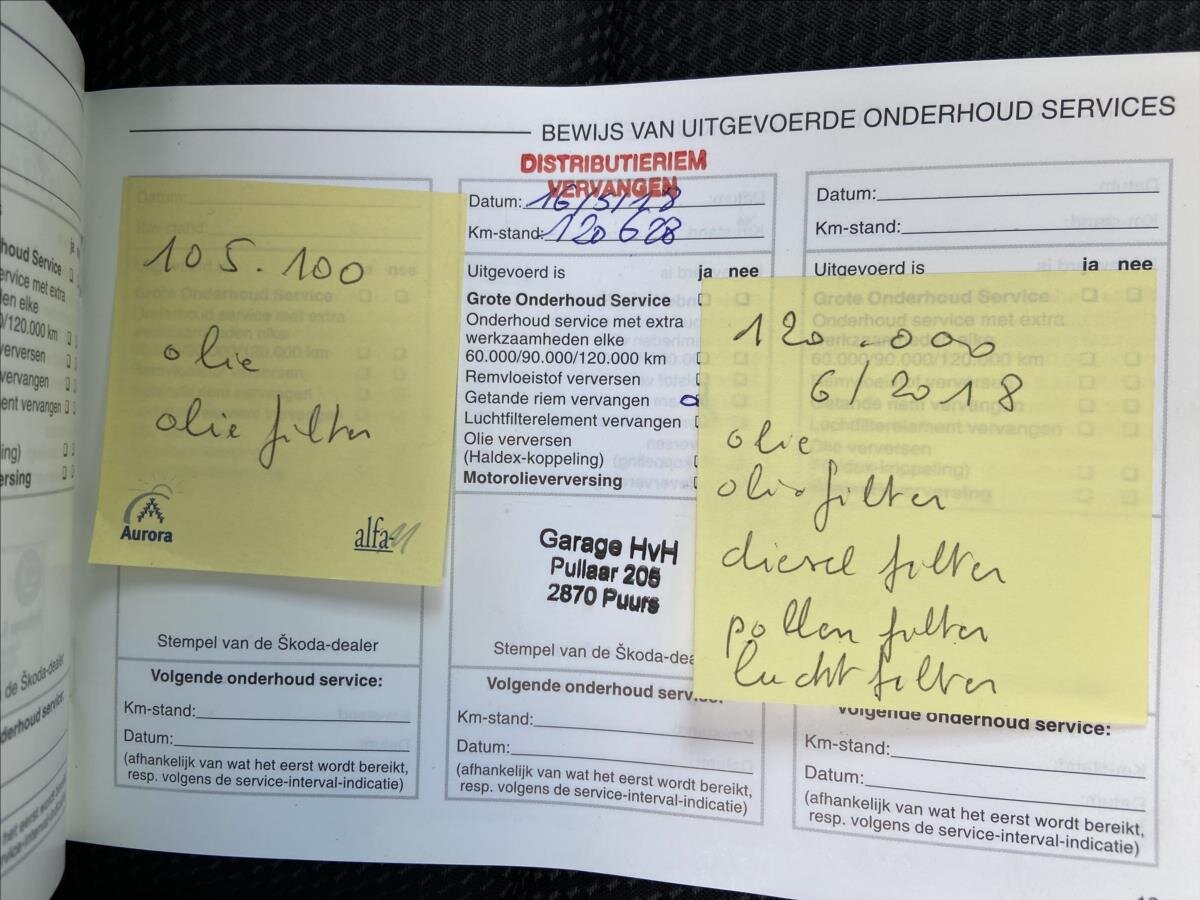 BEWIJS VAN UITGEVOERDE ONDERHOUD SERVICES
105.100
olie
olie filter
Aurora
alfa
Stempel van de Škoda-dealer
Volgende onderhoud service:
Km-stand:
Datum:
(afhankelijk van wat het eerst wordt bereikt,
resp. volgens de service-interval-indicatie)
DISTRIBUTIERIEM
VERVANGEN
Datum: 16/5/18
Km-stand: 120628
Uitgevoerd is ja nee
Grote Onderhoud Service
Onderhoud service met extra
werkzaamheden elke
60.000/90.000/120.000 km
Remvloeistof verversen
Getande riem vervangen
Luchtfilterelement vervangen
Olie verversen
(Haldex-koppeling)
Motorolieverversing
Garage HvH
Pullaar 205
2870 Puurs
Stempel van de Škoda-dea
Volgende onderhoud serv
Km-stand:
Datum:
(afhankelijk van wat het eerst wordt bereikt,
resp. volgens de service-interval-indicatie)
Datum:
Km-stand:
Uitgevoerd is ja nee
120.000
6/2018
olie
olie filter
diesel filter
pollen filter
lucht filter
Volgende onderhoud service:
Km-stand:
Datum:
(afhankelijk van wat het eerst wordt bereikt,
resp. volgens de service-interval-indicatie)